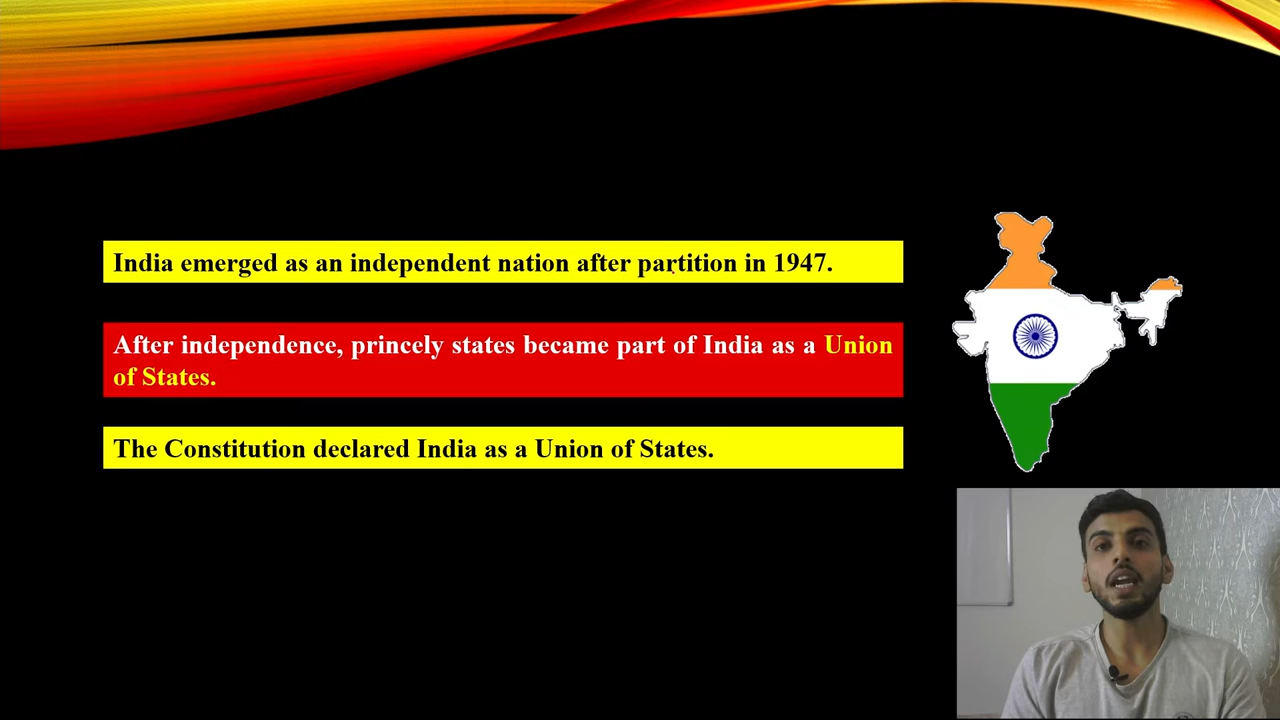 India emerged as an independent nation after partition in 1947.
After independence, princely states became part of India as a Union
of States.
The Constitution declared India as a Union of States.